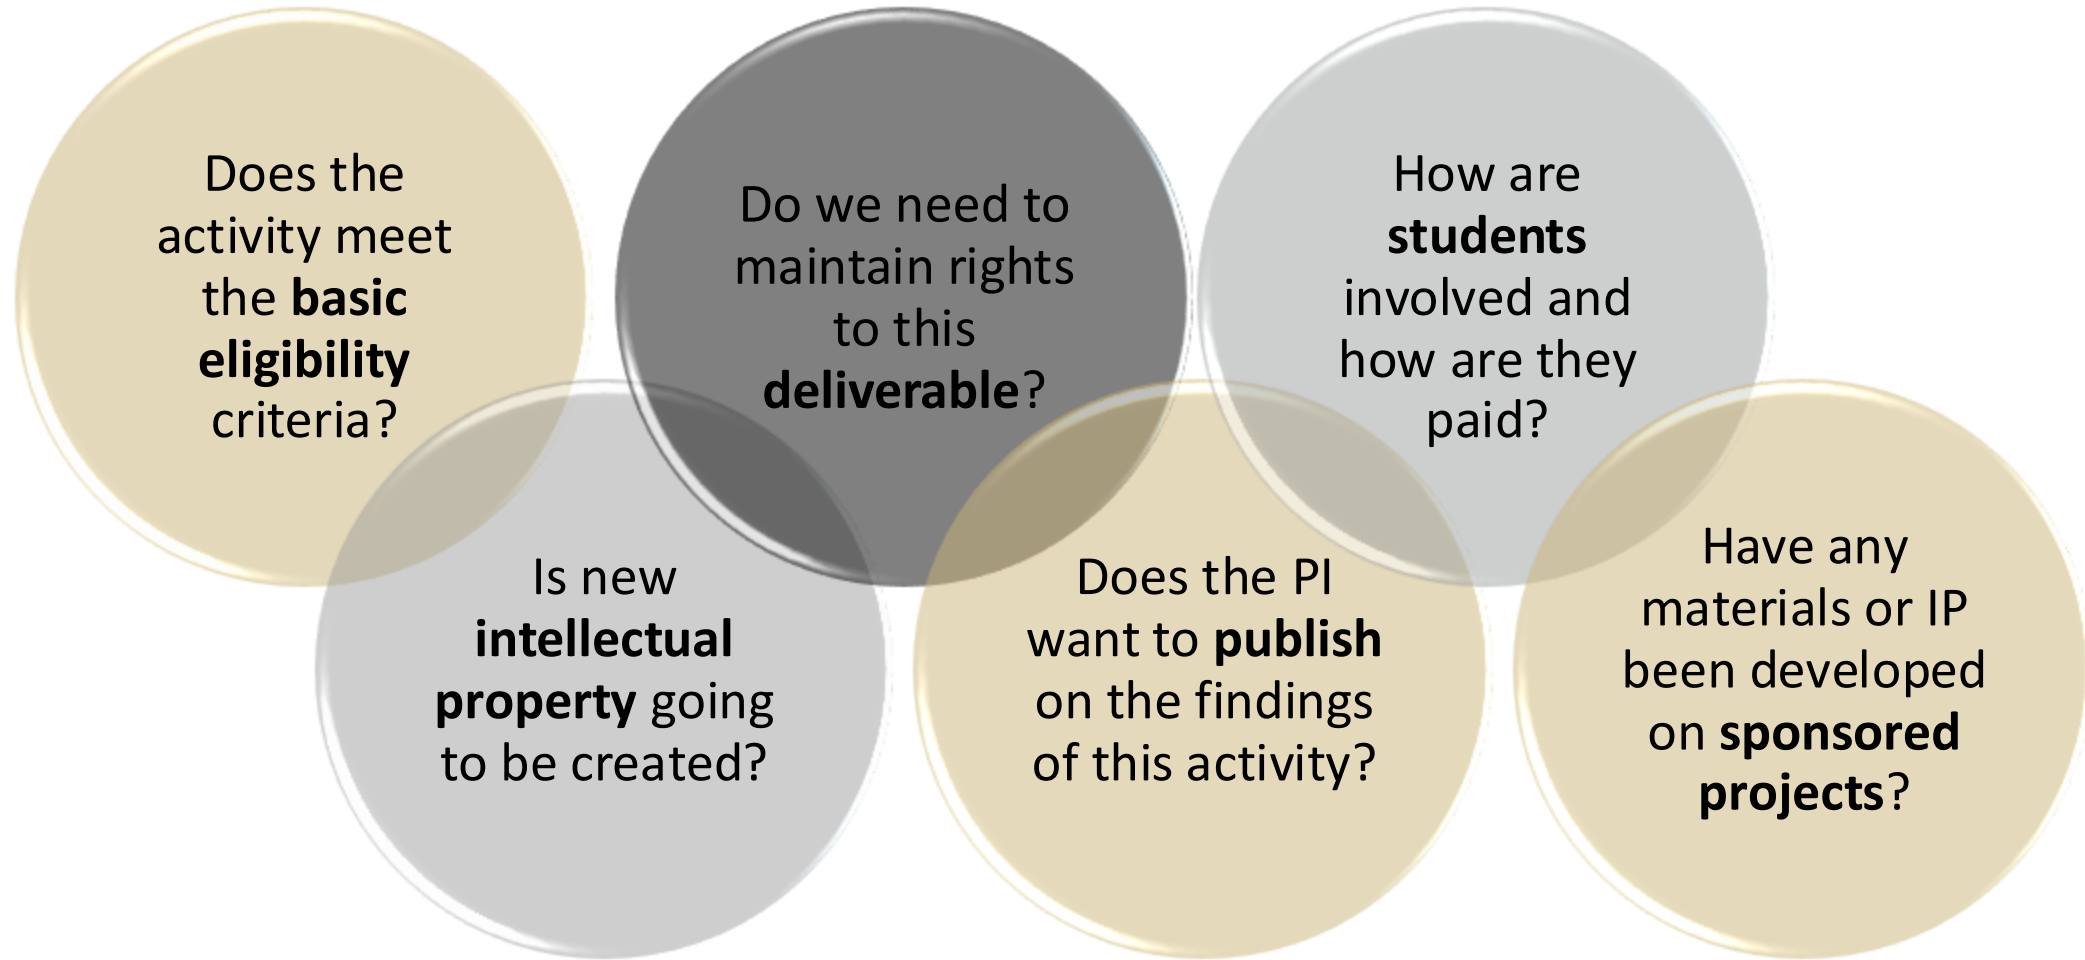 Does the
activity meet
the basic
eligibility
criteria?
Is new
intellectual
property going
to be created?
Do we need to
maintain rights
to this
deliverable?
Does the PI
want to publish
on the findings
of this activity?
How are
students
involved and
how are they
paid?
Have any
materials or IP
been developed
on sponsored
projects?